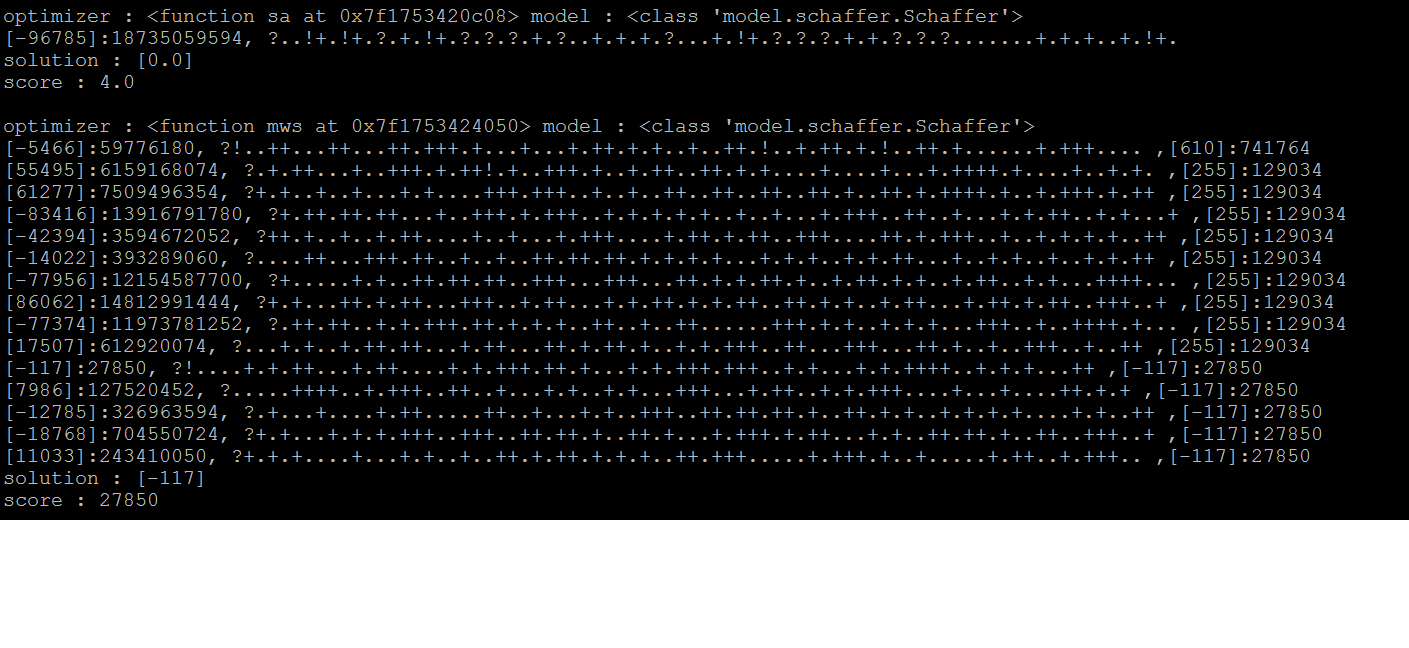 optimizer : <function sa at 0x7f1753420c08> model : <class 'model.schaffer.Schaffer'>
[-96785]:18735059594, ?..!+.!+.?.+.!+.?.?.?.+.?..+.+.+.?...+.!+.?.?.?.+.+.?.?.?.......+.+.+..+.!+.
solution : [0.0]
score : 4.0
optimizer : <function mws at 0x7f1753424050> model : <class 'model.schaffer.Schaffer'>
[-5466]:59776180, ,[610]:741764
[55495]:6159168074, ,[255]:129034
[61277]:7509496354, ,[255]:129034
[-83416]:13916791780, ,[255]:129034
[-42394]:3594672052, ,[255]:129034
[-14022]:393289060, ,[255]:129034
[-77956]:12154587700, ,[255]:129034
[86062]:14812991444, ,[255]:129034
[-77374]:11973781252, ,[255]:129034
[17507]:612920074, ,[255]:129034
[-117]:27850, ,[-117]:27850
[7986]:127520452, ,[-117]:27850
[-12785]:326963594, ,[-117]:27850
[-18768]:704550724, ,[-117]:27850
[11033]:243410050, ,[-117]:27850
solution : [-117]
score : 27850